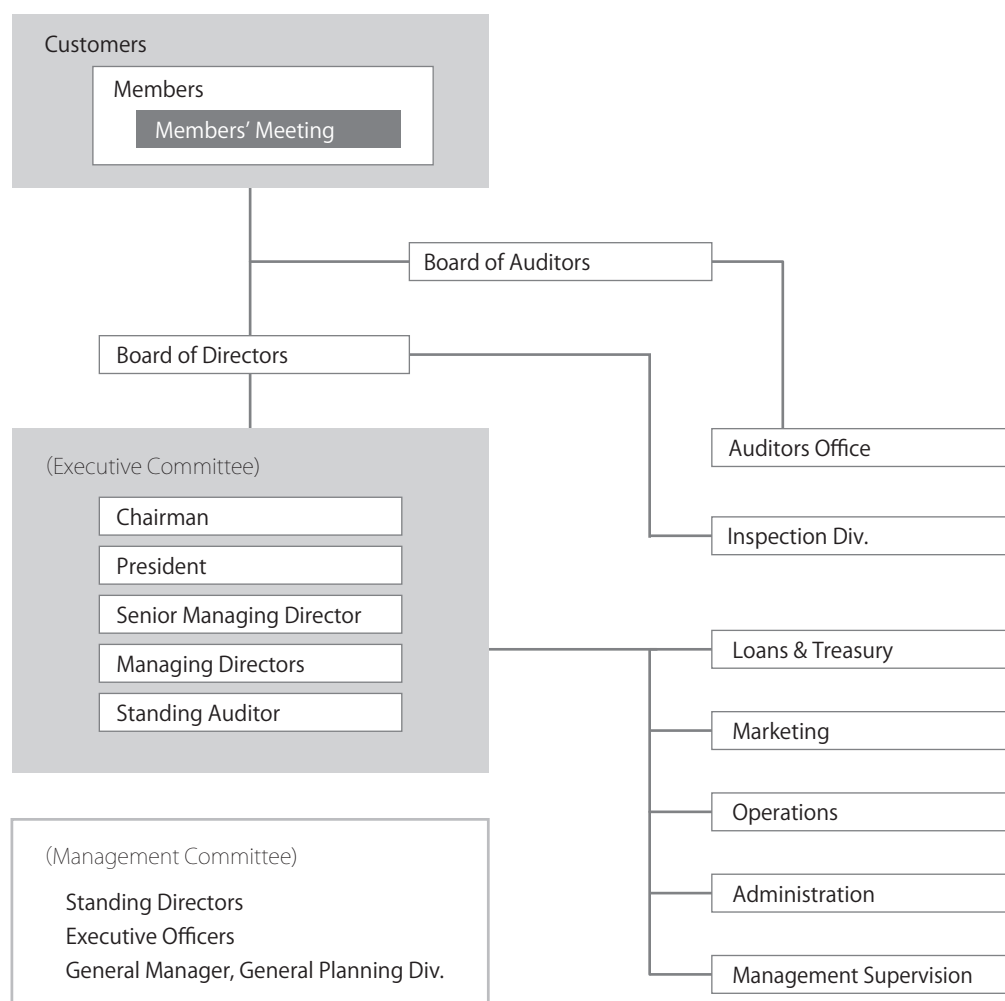 Customers
Members
Members’ Meeting
Board of Auditors
Board of Directors
Auditors Office
(Executive Committee)
Chairman
Inspection Div.
President
Senior Managing Director
Loans & Treasury
Managing Directors
Standing Auditor
Marketing
Operations
(Management Committee)
Administration
Standing Directors
Executive Officers
General Manager, General Planning Div.
Management Supervision